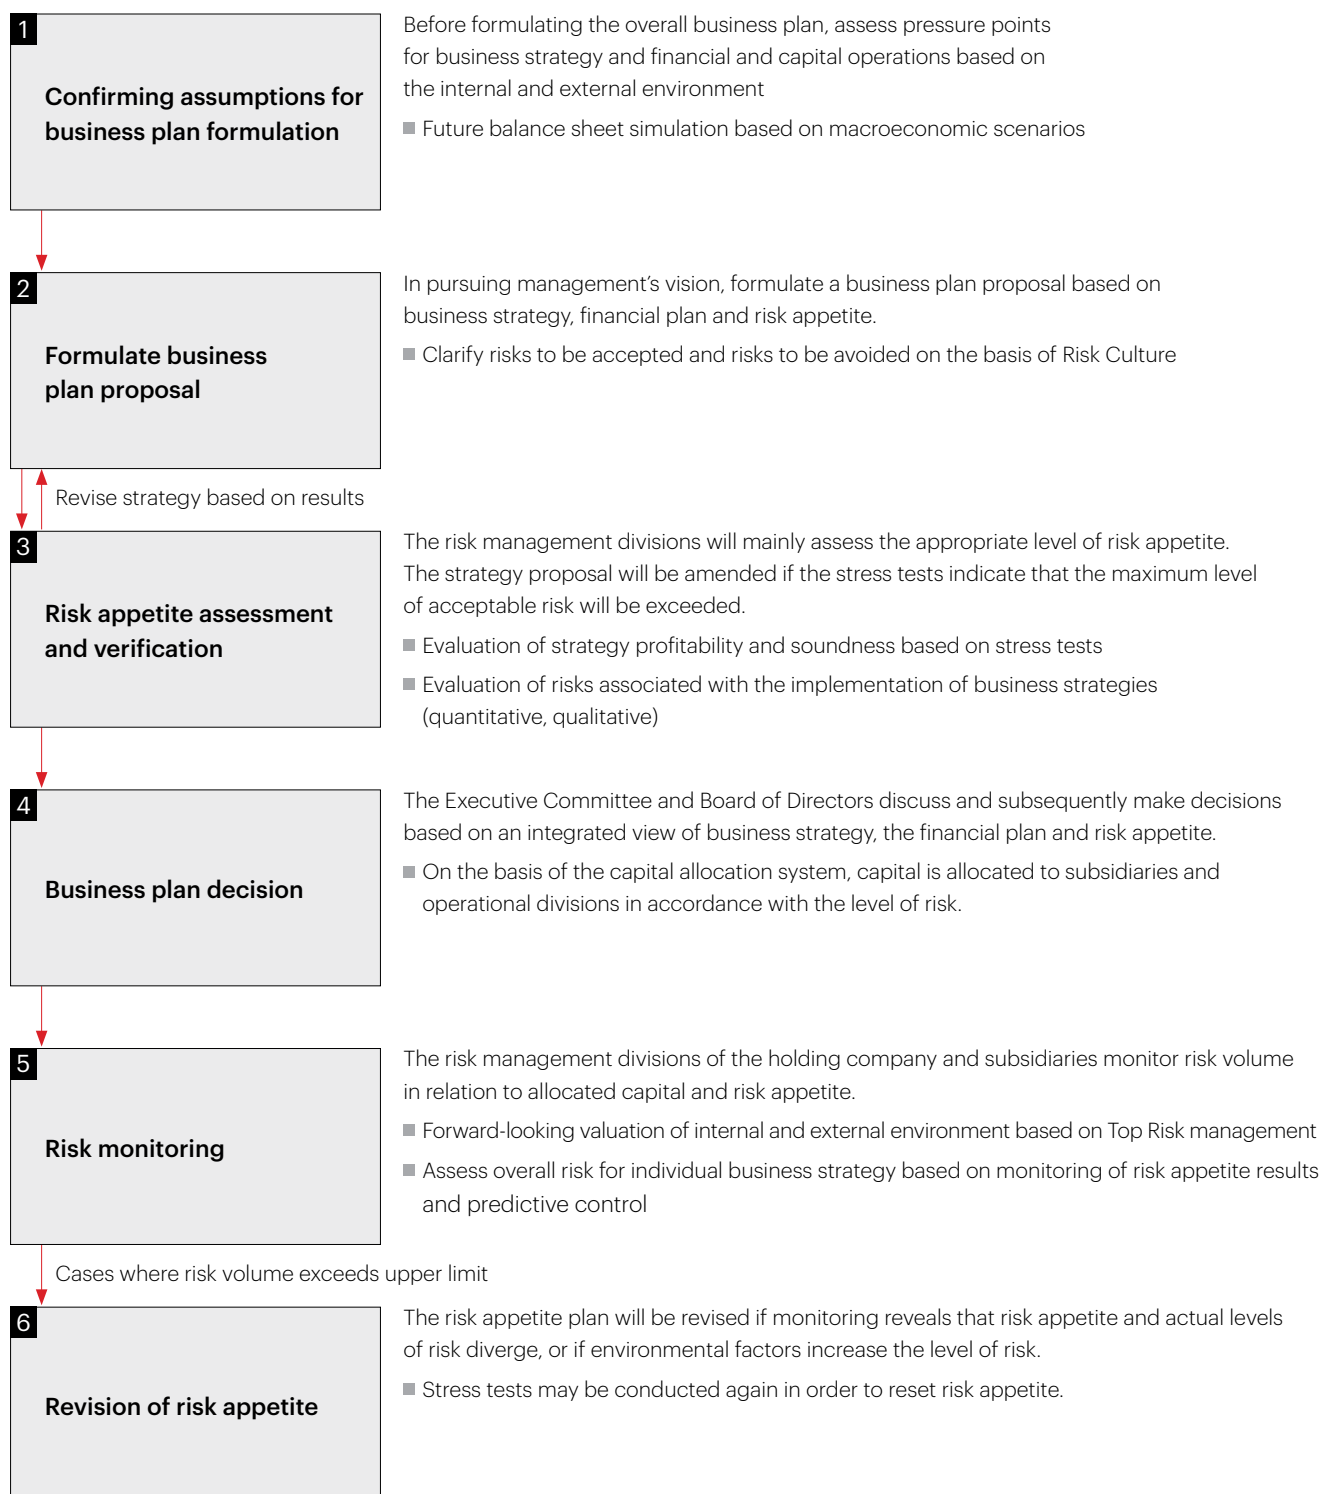 1
Confirming assumptions for
business plan formulation
Before formulating the overall business plan, assess pressure points
for business strategy and financial and capital operations based on
the internal and external environment
Future balance sheet simulation based on macroeconomic scenarios
2
Formulate business
plan proposal
In pursuing management’s vision, formulate a business plan proposal based on
business strategy, financial plan and risk appetite.
Clarify risks to be accepted and risks to be avoided on the basis of Risk Culture
Revise strategy based on results
3
Risk appetite assessment
and verification
The risk management divisions will mainly assess the appropriate level of risk appetite.
The strategy proposal will be amended if the stress tests indicate that the maximum level
of acceptable risk will be exceeded.
Evaluation of strategy profitability and soundness based on stress tests
Evaluation of risks associated with the implementation of business strategies
(quantitative, qualitative)
4
Business plan decision
The Executive Committee and Board of Directors discuss and subsequently make decisions
based on an integrated view of business strategy, the financial plan and risk appetite.
On the basis of the capital allocation system, capital is allocated to subsidiaries and
operational divisions in accordance with the level of risk.
5
Risk monitoring
The risk management divisions of the holding company and subsidiaries monitor risk volume
in relation to allocated capital and risk appetite.
Forward-looking valuation of internal and external environment based on Top Risk management
Assess overall risk for individual business strategy based on monitoring of risk appetite results
and predictive control
Cases where risk volume exceeds upper limit
6
Revision of risk appetite
The risk appetite plan will be revised if monitoring reveals that risk appetite and actual levels
of risk diverge, or if environmental factors increase the level of risk.
Stress tests may be conducted again in order to reset risk appetite.